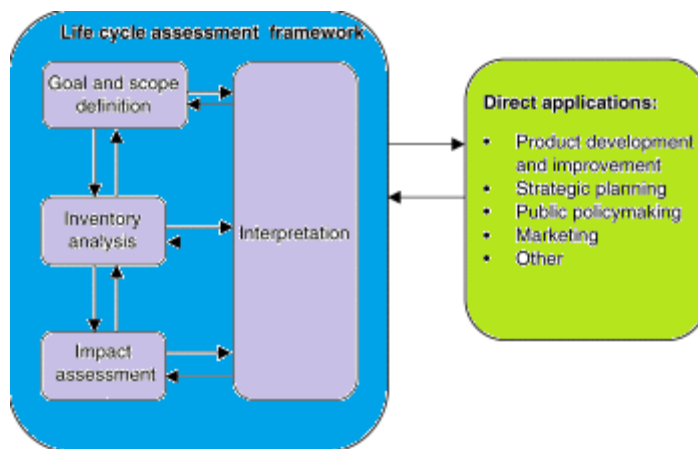 Life cycle assessment framework
Goal and scope
definition
Inventory
analysis
Impact
assessment
Interpretation
Direct applications:
• Product development
and improvement
• Strategic planning
• Public policymaking
• Marketing
• Other